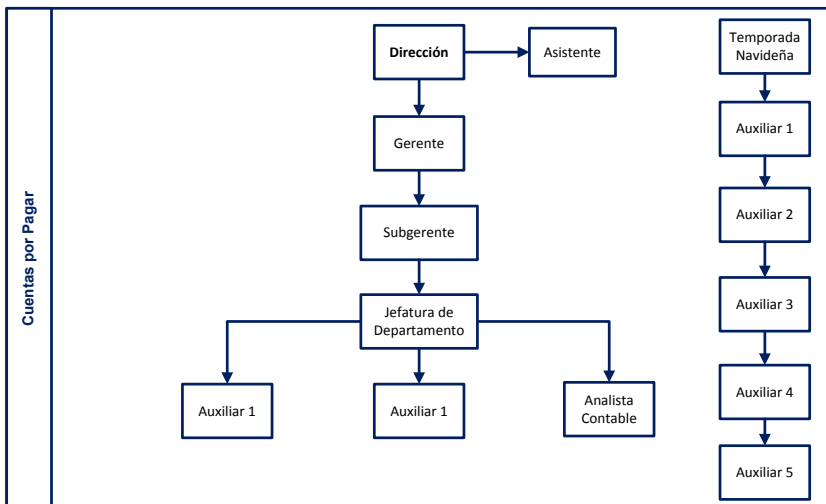 Cuentas por Pagar
Dirección
Asistente
Gerente
Subgerente
Jefatura de
Departamento
Auxiliar 1
Auxiliar 1
Analista
Contable
Temporada
Navideña
Auxiliar 1
Auxiliar 2
Auxiliar 3
Auxiliar 4
Auxiliar 5